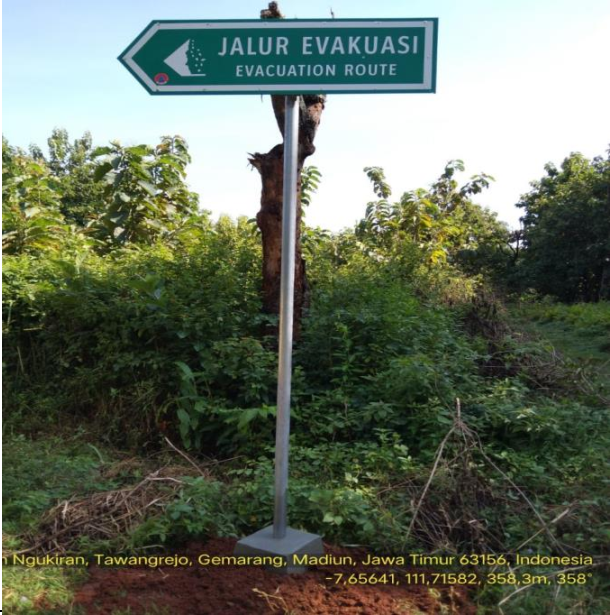 JALUR EVAKUASI
EVACUATION ROUTE
Ngukiran, Tawangrejo, Gemarang, Madiun, Jawa Timur 63156, Indonesia
-7,65641, 111,71582, 358,3m, 358°